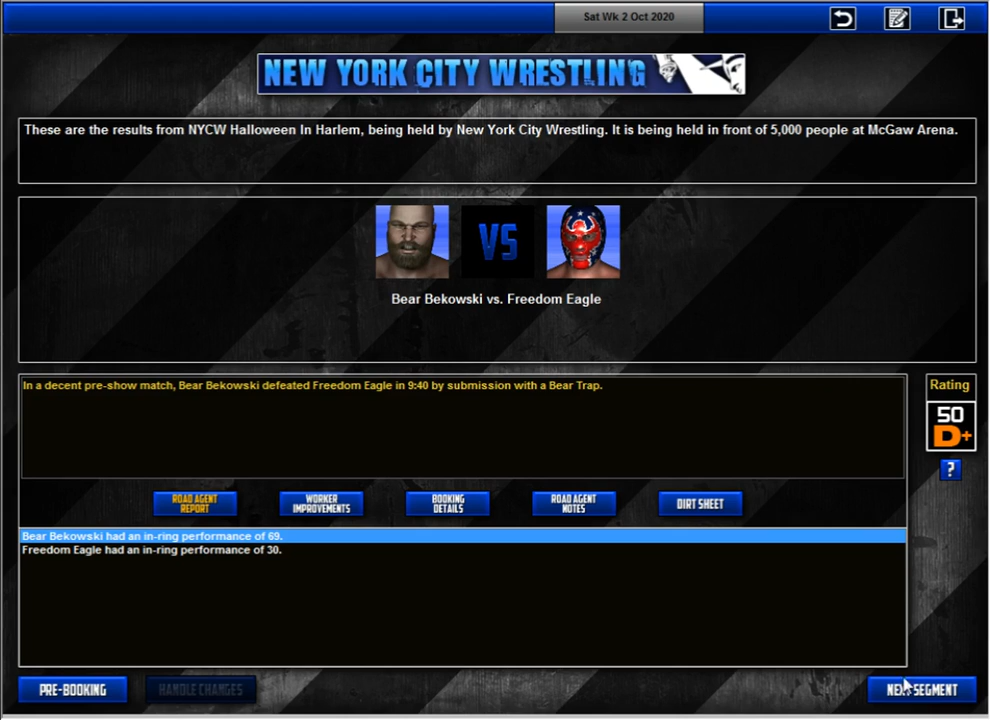 Sat Wk 2 Oct 2020
NEW YORK CITY WRESTLING
These are the results from NYCW Halloween In Harlem, being held by New York City Wrestling. It is being held in front of 5,000 people at McGaw Arena.
VS
Bear Bekowski vs. Freedom Eagle
In a decent pre-show match, Bear Bekowski defeated Freedom Eagle in 9:40 by submission with a Bear Trap.
Rating
50
D+
?
ROAD AGENT REPORT
WORKER IMPROVEMENTS
BOOKING DETAILS
ROAD AGENT NOTES
DIRT SHEET
Bear Bekowski had an in-ring performance of 69.
Freedom Eagle had an in-ring performance of 30.
PRE-BOOKING
HANDLE CHANGES
NEXT SEGMENT